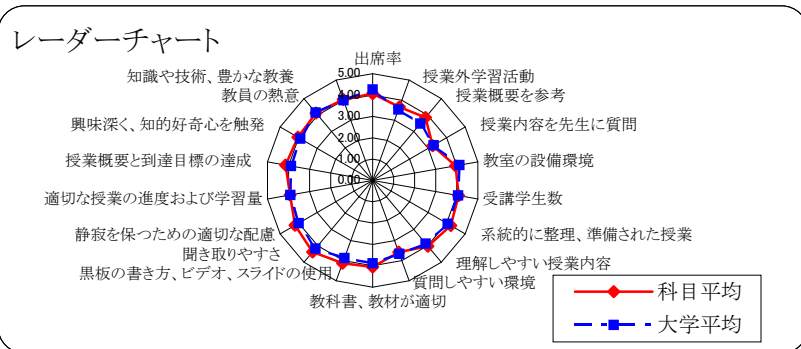 レーダーチャート
出席率
授業外学習活動
授業概要を参考
授業内容を先生に質問
教室の設備環境
受講学生数
系統的に整理、準備された授業
理解しやすい授業内容
質問しやすい環境
教科書、教材が適切
黒板の書き方、ビデオ、スライドの使用
聞き取りやすさ
静寂を保つための適切な配慮
適切な授業の進度および学習量
授業概要と到達目標の達成
興味深く、知的好奇心を触発
教員の熱意
知識や技術、豊かな教養
5.00
4.00
3.00
2.00
1.00
0.00
科目平均
大学平均